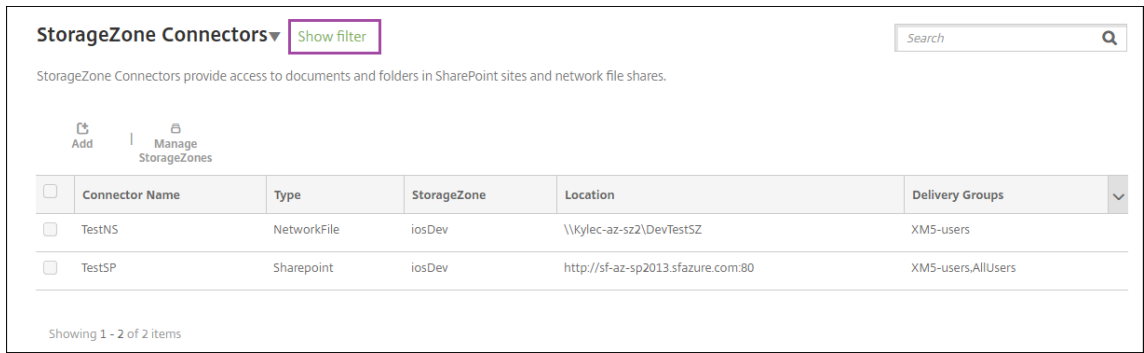 StorageZone Connectors▼ Show filter
Search
StorageZone Connectors provide access to documents and folders in SharePoint sites and network file shares.
Add | Manage StorageZones
Connector Name Type StorageZone Location Delivery Groups
TestNS NetworkFile iosDev \\Kylec-az-sz2\DevTestSZ XM5-users
TestSP Sharepoint iosDev http://sf-az-sp2013.sfazure.com:80 XM5-users,AllUsers
Showing 1 - 2 of 2 items